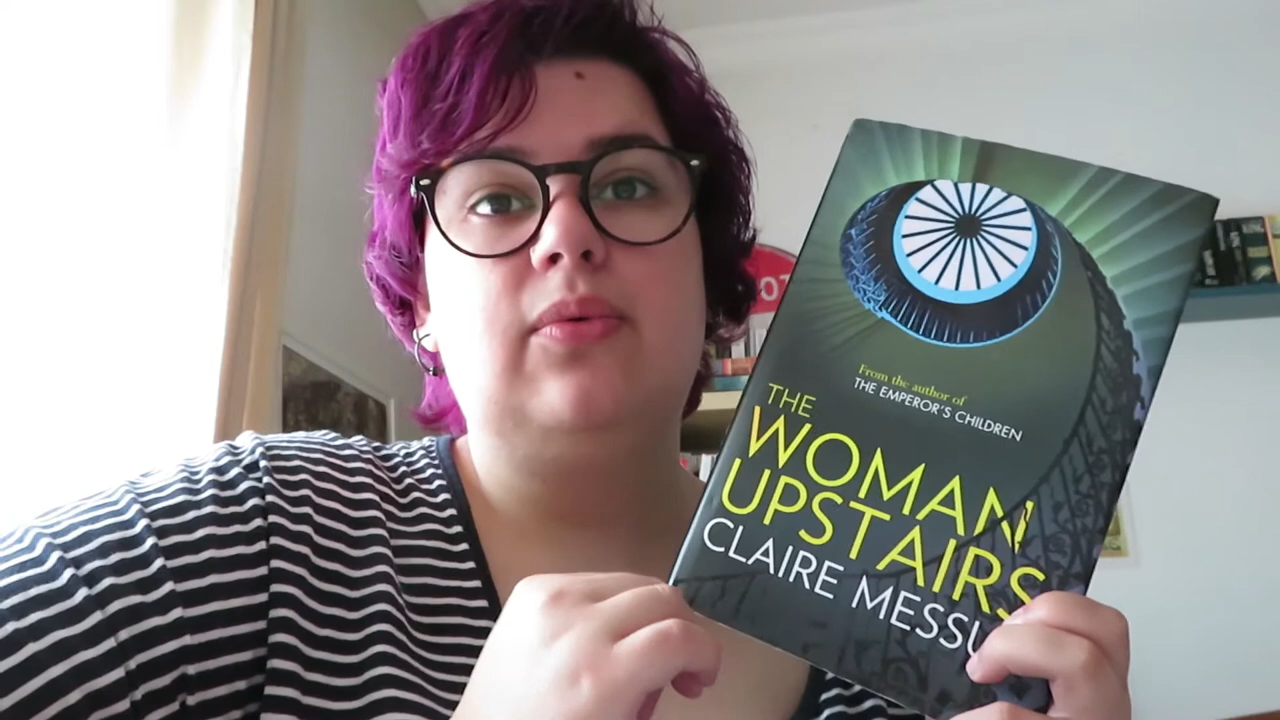 From the author of
THE EMPEROR'S CHILDREN
THE
WOMAN
UPSTAIRS
CLAIRE MESSU